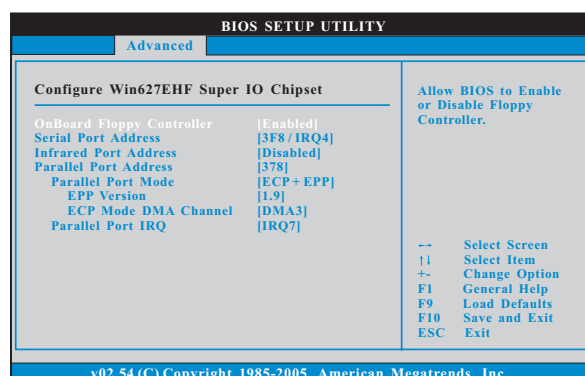 BIOS SETUP UTILITY
Advanced
Configure Win627EHF Super IO Chipset
OnBoard Floppy Controller [Enabled]
Serial Port Address [3F8 / IRQ4]
Infrared Port Address [Disabled]
Parallel Port Address [378]
Parallel Port Mode [ECP + EPP]
EPP Version [1.9]
ECP Mode DMA Channel [DMA3]
Parallel Port IRQ [IRQ7]
Allow BIOS to Enable
or Disable Floppy
Controller.
←→ Select Screen
↑↓ Select Item
+- Change Option
F1 General Help
F9 Load Defaults
F10 Save and Exit
ESC Exit
v02.54 (C) Copyright 1985-2005, American Megatrends, Inc.